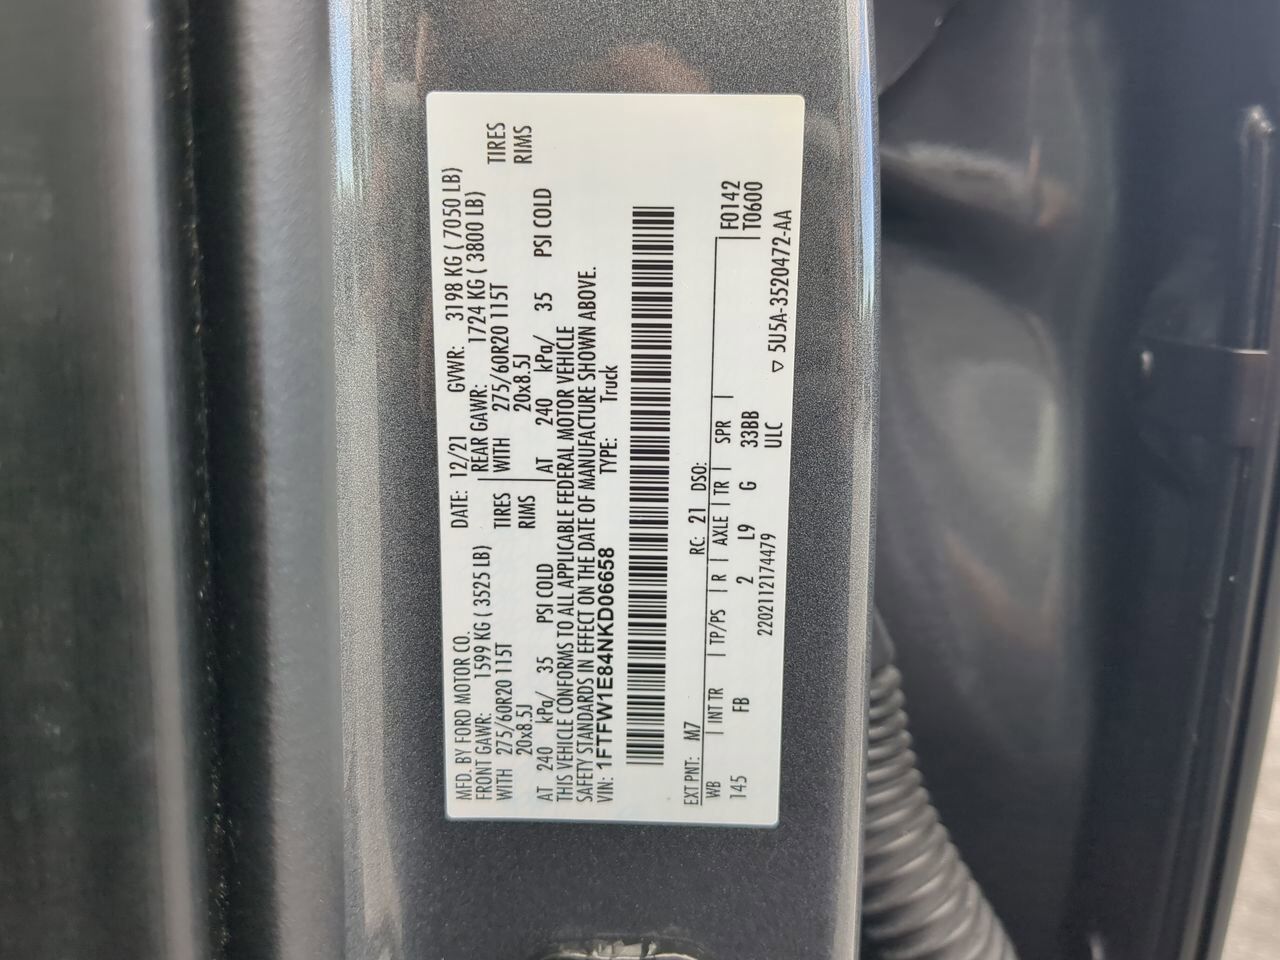 MFD. BY FORD MOTOR CO. DATE: 12/21 GVWR: 3198 KG ( 7050 LB)
FRONT GAWR: 1599 KG ( 3525 LB) REAR GAWR: 1724 KG ( 3800 LB)
WITH 275/60R20 115T TIRES WITH 275/60R20 115T TIRES
20x8.5J RIMS 20x8.5J RIMS
AT 240 kPa/ 35 PSI COLD AT 240 kPa/ 35 PSI COLD
THIS VEHICLE CONFORMS TO ALL APPLICABLE FEDERAL MOTOR VEHICLE
SAFETY STANDARDS IN EFFECT ON THE DATE OF MANUFACTURE SHOWN ABOVE.
VIN: 1FTFW1E84NKD06658 TYPE: Truck
EXT PNT: M7 RC: 21 DSO:
WB | INT TR | TP/PS | R | AXLE | TR | SPR | F0142
145 FB 2 L9 G 33BB T0600
2202112174479 ULC ▽ 5U5A-3520472-AA